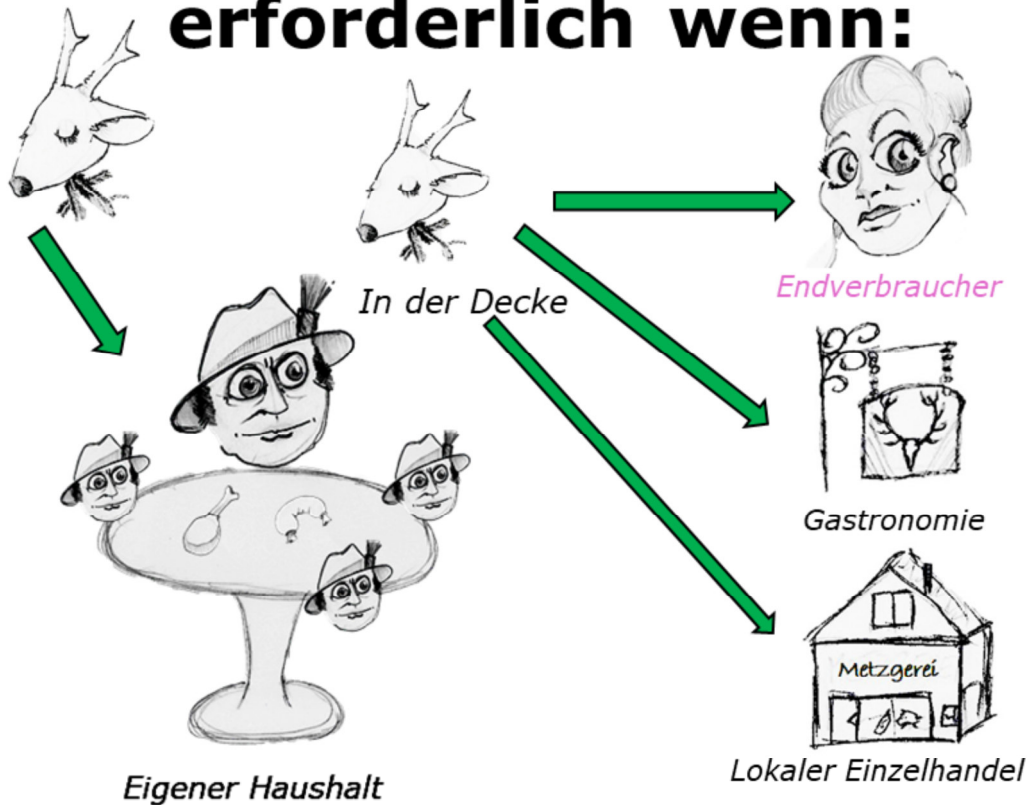 erforderlich wenn:
In der Decke
Endverbraucher
Gastronomie
Metzgerei
Lokaler Einzelhandel
Eigener Haushalt